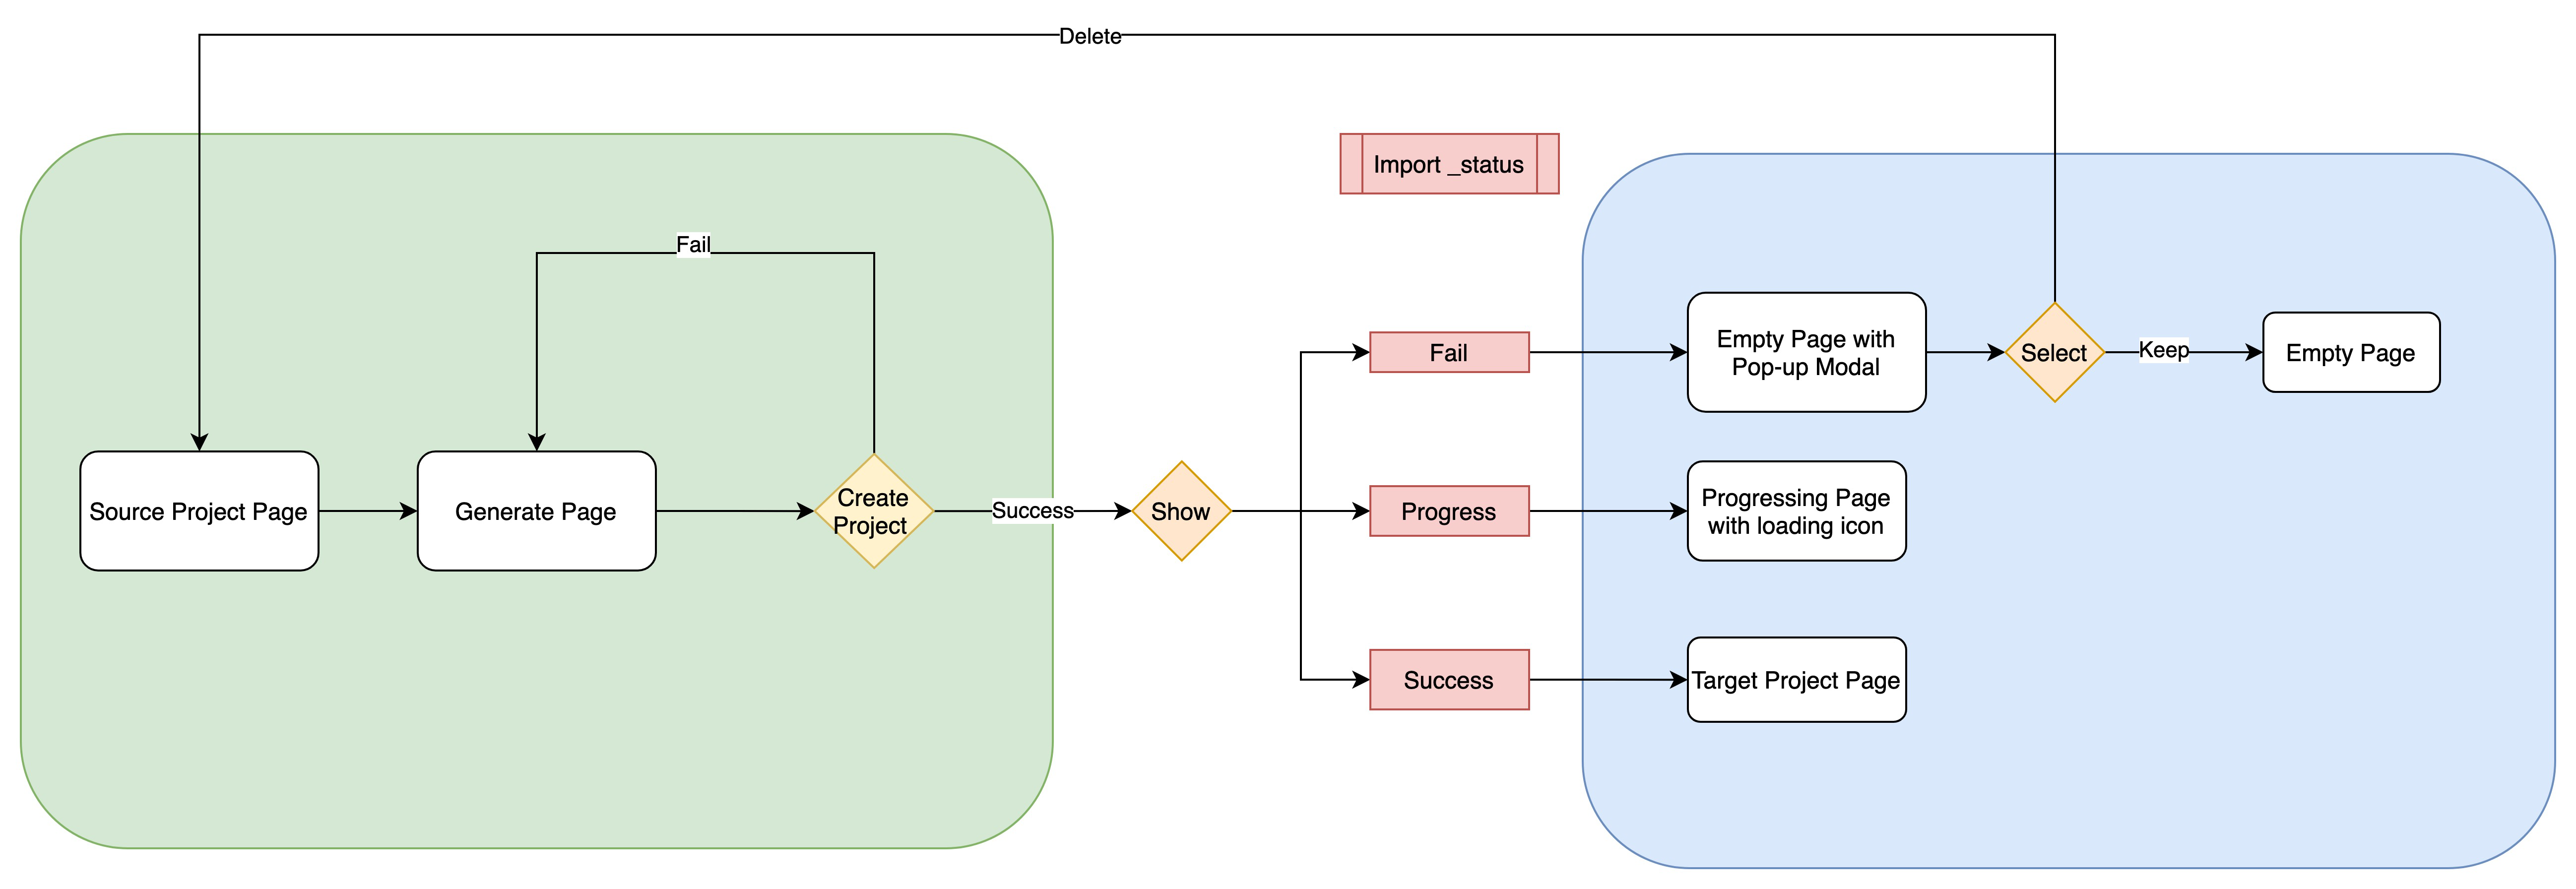 Delete
Import _status
Fail
Empty Page with
Pop-up Modal
Select
Keep
Empty Page
Fail
Source Project Page
Generate Page
Create
Project
Success
Show
Progress
Progressing Page
with loading icon
Success
Target Project Page